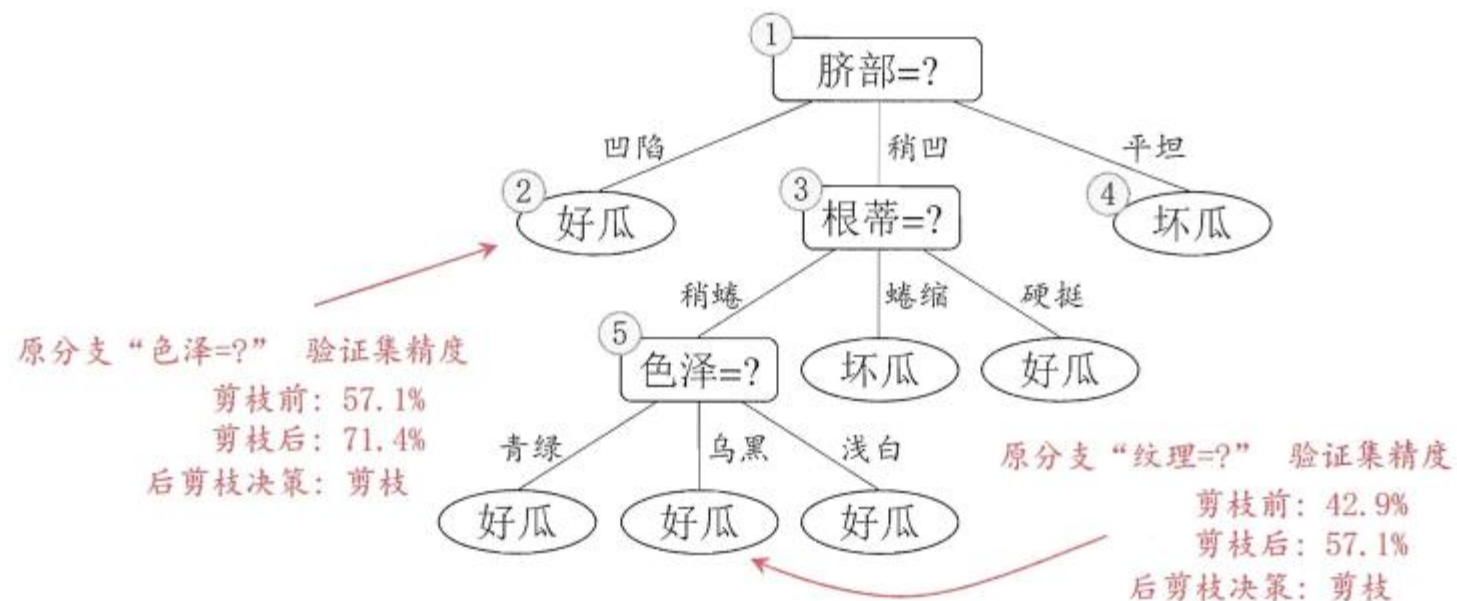 ①
脐部=?
凹陷
稍凹
平坦
②
好瓜
③
根蒂=?
④
坏瓜
稍蜷
蜷缩
硬挺
原分支“色泽=?” 验证集精度
剪枝前: 57.1%
剪枝后: 71.4%
后剪枝决策: 剪枝
⑤
色泽=?
坏瓜
好瓜
青绿
乌黑
浅白
好瓜
好瓜
好瓜
原分支“纹理=?” 验证集精度
剪枝前: 42.9%
剪枝后: 57.1%
后剪枝决策: 剪枝